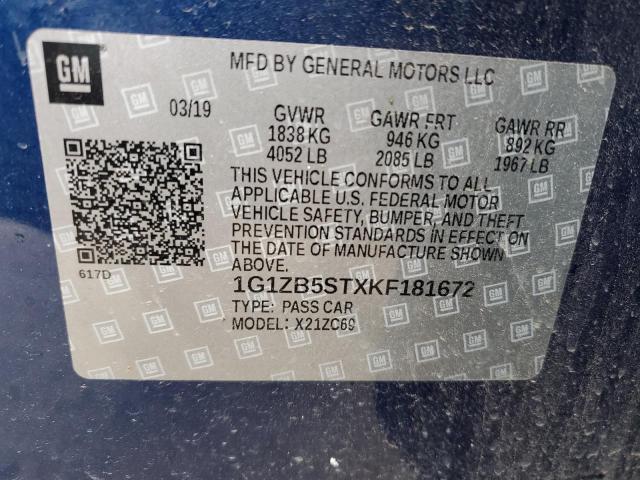 GM
MFD BY GENERAL MOTORS LLC
03/19
GVWR
1838 KG
4052 LB
GAWR FRT
946 KG
2085 LB
GAWR RR
892 KG
1967 LB
THIS VEHICLE CONFORMS TO ALL
APPLICABLE U.S. FEDERAL MOTOR
VEHICLE SAFETY, BUMPER, AND THEFT
PREVENTION STANDARDS IN EFFECT ON
THE DATE OF MANUFACTURE SHOWN
ABOVE.
617D
1G1ZB5STXKF181672
TYPE: PASS CAR
MODEL: X21ZC69